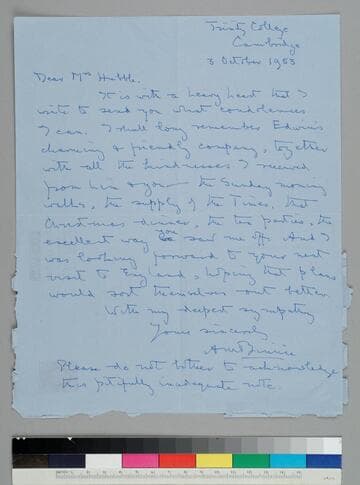 Trinity College
Cambridge
3 October 1953
Dear Mrs Hubble.
It is with a heavy heart that I
write to send you what condolences
I can. I shall long remember Edwin's
charming & friendly company, together
with all the kindnesses I received
from him & you — the Sunday morning
walks, the supply of the Times, that
Christmas dinner, the tea parties, the
excellent way you saw me off. And I
was looking forward to your next
visit to England, hoping that plans
would sort themselves out better.
With my deepest sympathy
Yours sincerely
Please do not bother to acknowledge
this pitifully inadequate note.